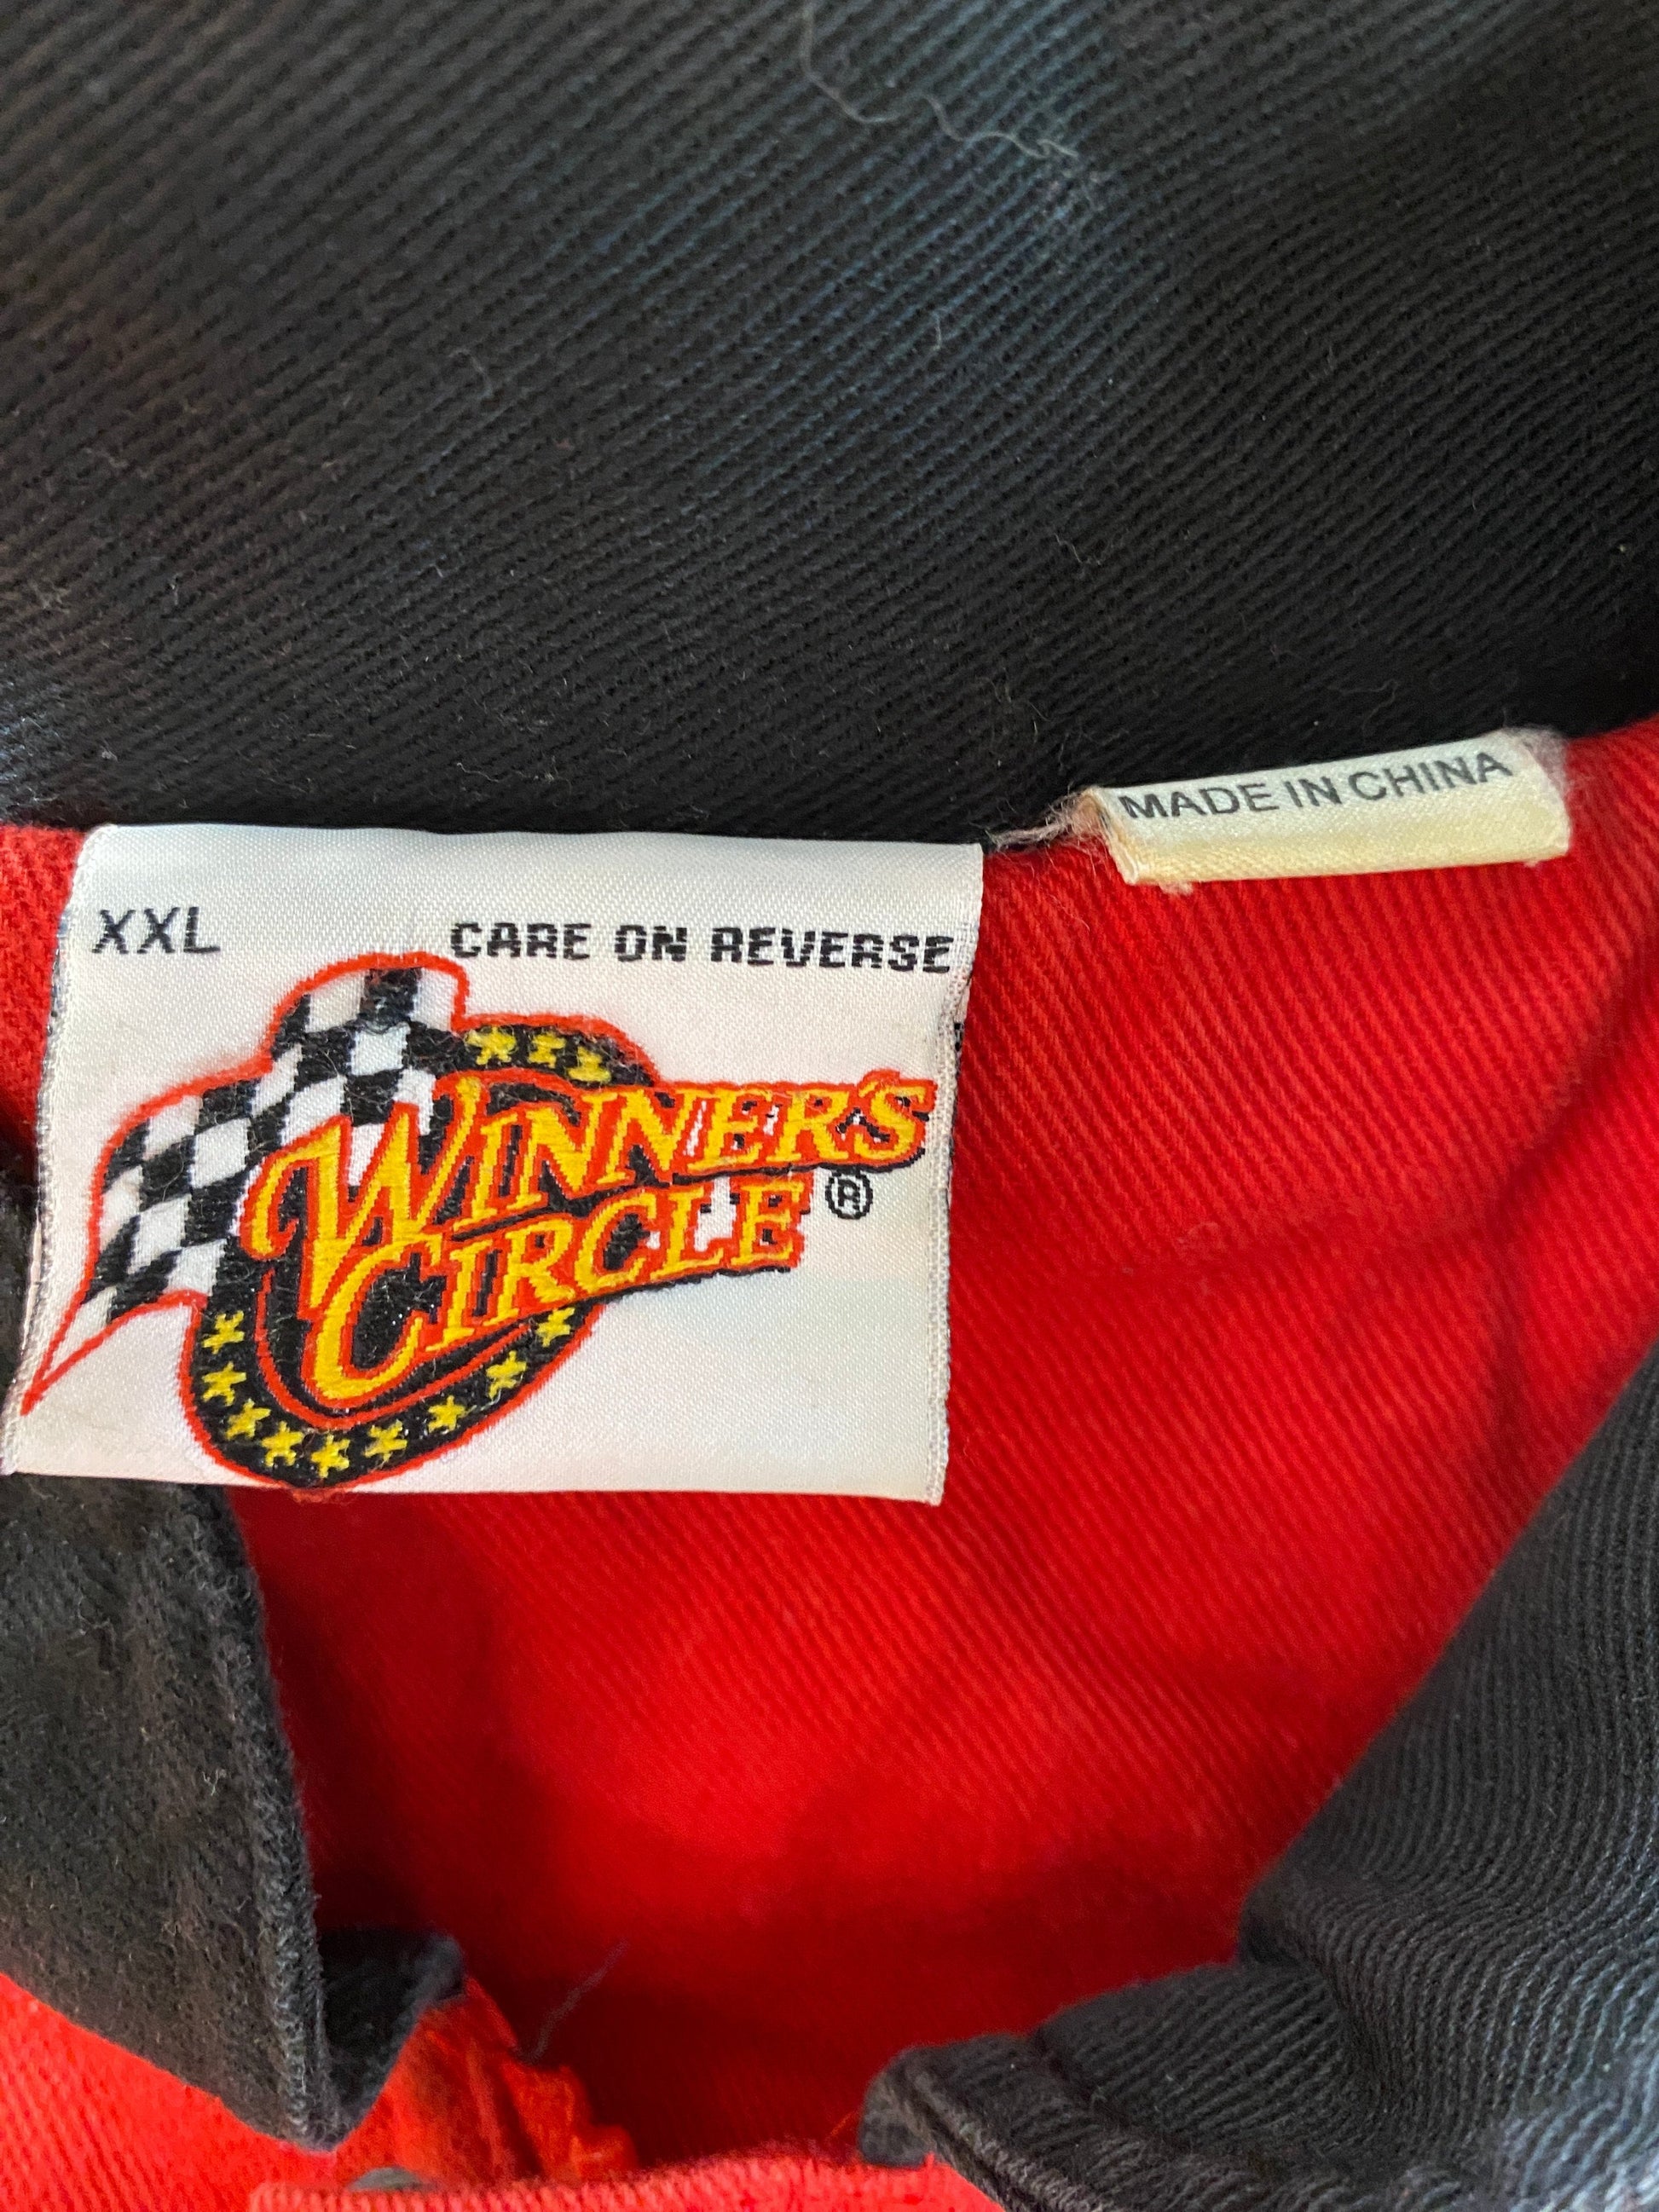 MADE IN CHINA
XXL CARE ON REVERSE
WINNER'S
CIRCLE ®